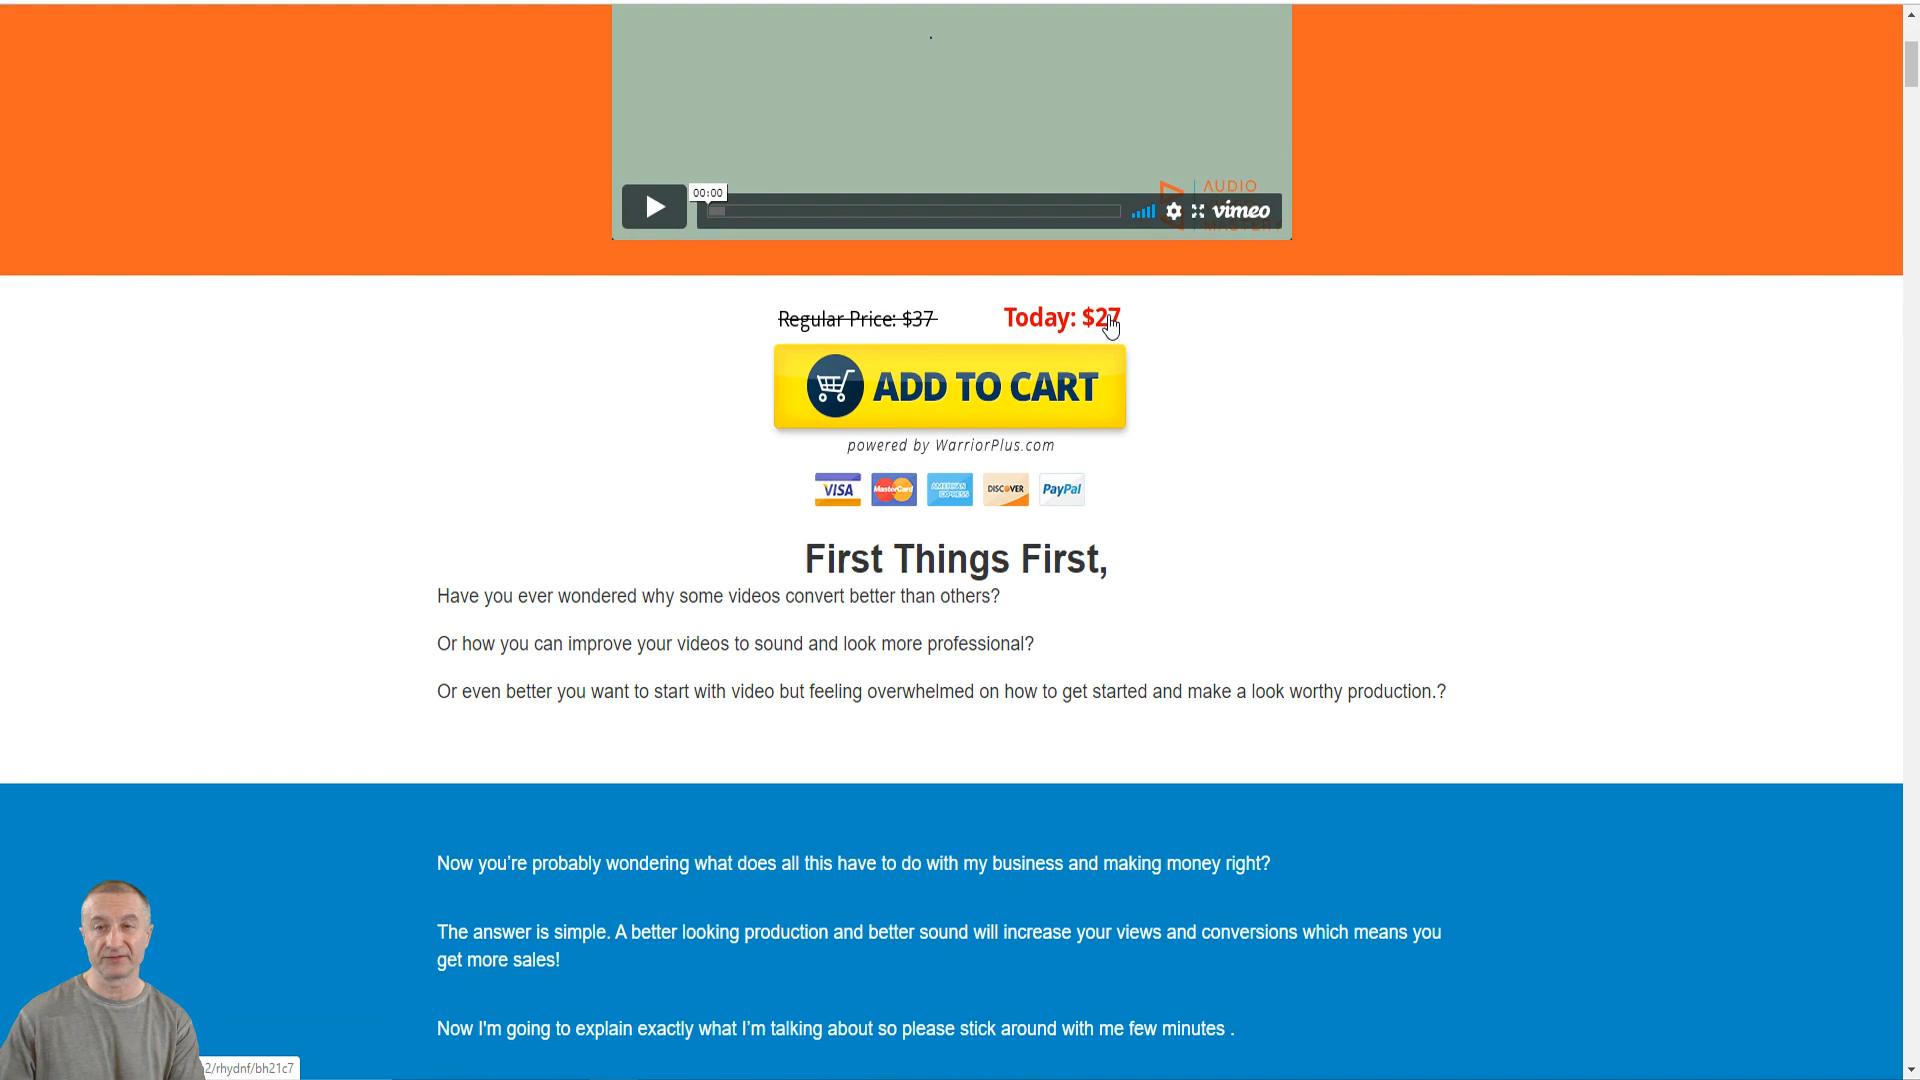 AUDIO
00:00
vimeo
Regular Price: $37
Today: $27
ADD TO CART
powered by WarriorPlus.com
VISA MasterCard AMERICAN EXPRESS DISCOVER PayPal
First Things First,
Have you ever wondered why some videos convert better than others?
Or how you can improve your videos to sound and look more professional?
Or even better you want to start with video but feeling overwhelmed on how to get started and make a look worthy production.?
Now you’re probably wondering what does all this have to do with my business and making money right?
The answer is simple. A better looking production and better sound will increase your views and conversions which means you
get more sales!
Now I'm going to explain exactly what I’m talking about so please stick around with me few minutes .
2/rhydnf/bh21c7